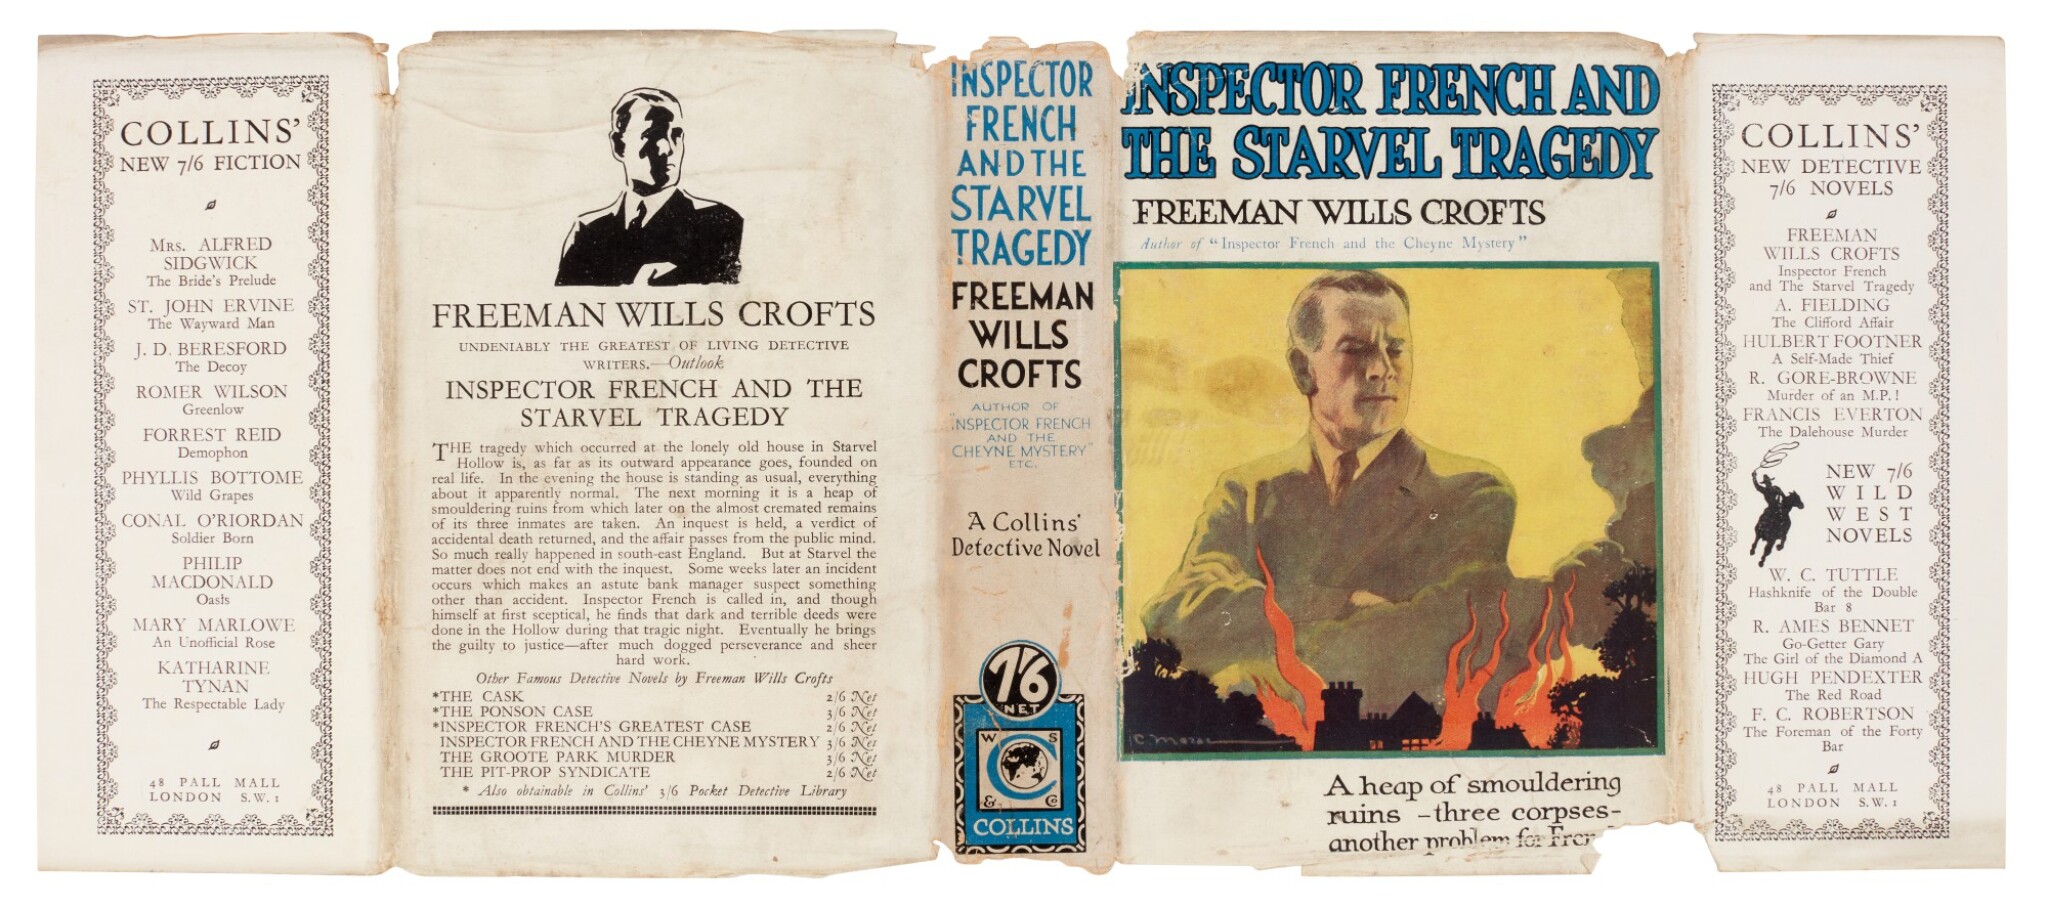 COLLINS'
NEW 7/6 FICTION
MRS. ALFRED
SIDGWICK
The Bride's Prelude
ST. JOHN ERVINE
The Wayward Man
J. D. BERESFORD
The Decoy
ROMER WILSON
Greenlow
FORREST REID
Demophon
PHYLLIS BOTTOME
Wild Grapes
CONAL O'RIORDAN
Soldier Born
PHILIP
MACDONALD
Oasts
MARY MARLOWE
An Unofficial Rose
KATHARINE
TYNAN
The Respectable Lady
48 PALL MALL
LONDON S.W. 1
FREEMAN WILLS CROFTS
UNDENIABLY THE GREATEST OF LIVING DETECTIVE
WRITERS.—Outlook
INSPECTOR FRENCH AND THE
STARVEL TRAGEDY
THE tragedy which occurred at the lonely old house in Starvel
Hollow is, as far as its outward appearance goes, founded on
real life. In the evening the house is standing as usual, everything
about it apparently normal. The next morning it is a heap of
smouldering ruins from which later on the almost cremated remains
of its three inmates are taken. An inquest is held, a verdict of
accidental death returned, and the affair passes from the public mind.
So much really happened in south-east England. But at Starvel the
matter does not end with the inquest. Some weeks later an incident
occurs which makes an astute bank manager suspect something
other than accident. Inspector French is called in, and though
himself at first sceptical, he finds that dark and terrible deeds were
done in the Hollow during that tragic night. Eventually he brings
the guilty to justice—after much dogged perseverance and sheer
hard work.
Other Famous Detective Novels by Freeman Wills Crofts
*THE CASK 2/6 Net
*THE PONSON CASE 3/6 Net
*INSPECTOR FRENCH'S GREATEST CASE 2/6 Net
INSPECTOR FRENCH AND THE CHEYNE MYSTERY 3/6 Net
THE GROOTE PARK MURDER 3/6 Net
THE PIT-PROP SYNDICATE 2/6 Net
* Also obtainable in Collins' 3/6 Pocket Detective Library
INSPECTOR
FRENCH
AND THE
STARVEL
TRAGEDY
FREEMAN
WILLS
CROFTS
AUTHOR OF
"INSPECTOR FRENCH
AND THE
CHEYNE MYSTERY"
ETC.
A Collins'
Detective Novel
7/6
NET
W S
C
& Co
COLLINS
INSPECTOR FRENCH AND
THE STARVEL TRAGEDY
FREEMAN WILLS CROFTS
Author of "Inspector French and the Cheyne Mystery"
A heap of smouldering
ruins - three corpses-
another problem for
COLLINS'
NEW DETECTIVE
7/6 NOVELS
FREEMAN
WILLS CROFTS
Inspector French
and The Starvel Tragedy
A. FIELDING
The Clifford Affair
HULBERT FOOTNER
A Self-Made Thief
R. GORE-BROWNE
Murder of an M.P.!
FRANCIS EVERTON
The Dalehouse Murder
NEW 7/6
WILD
WEST
NOVELS
W. C. TUTTLE
Hashknife of the Double
Bar 8
R. AMES BENNET
Go-Getter Gary
The Girl of the Diamond A
HUGH PENDEXTER
The Red Road
F. C. ROBERTSON
The Foreman of the Forty
Bar
48 PALL MALL
LONDON S.W. 1